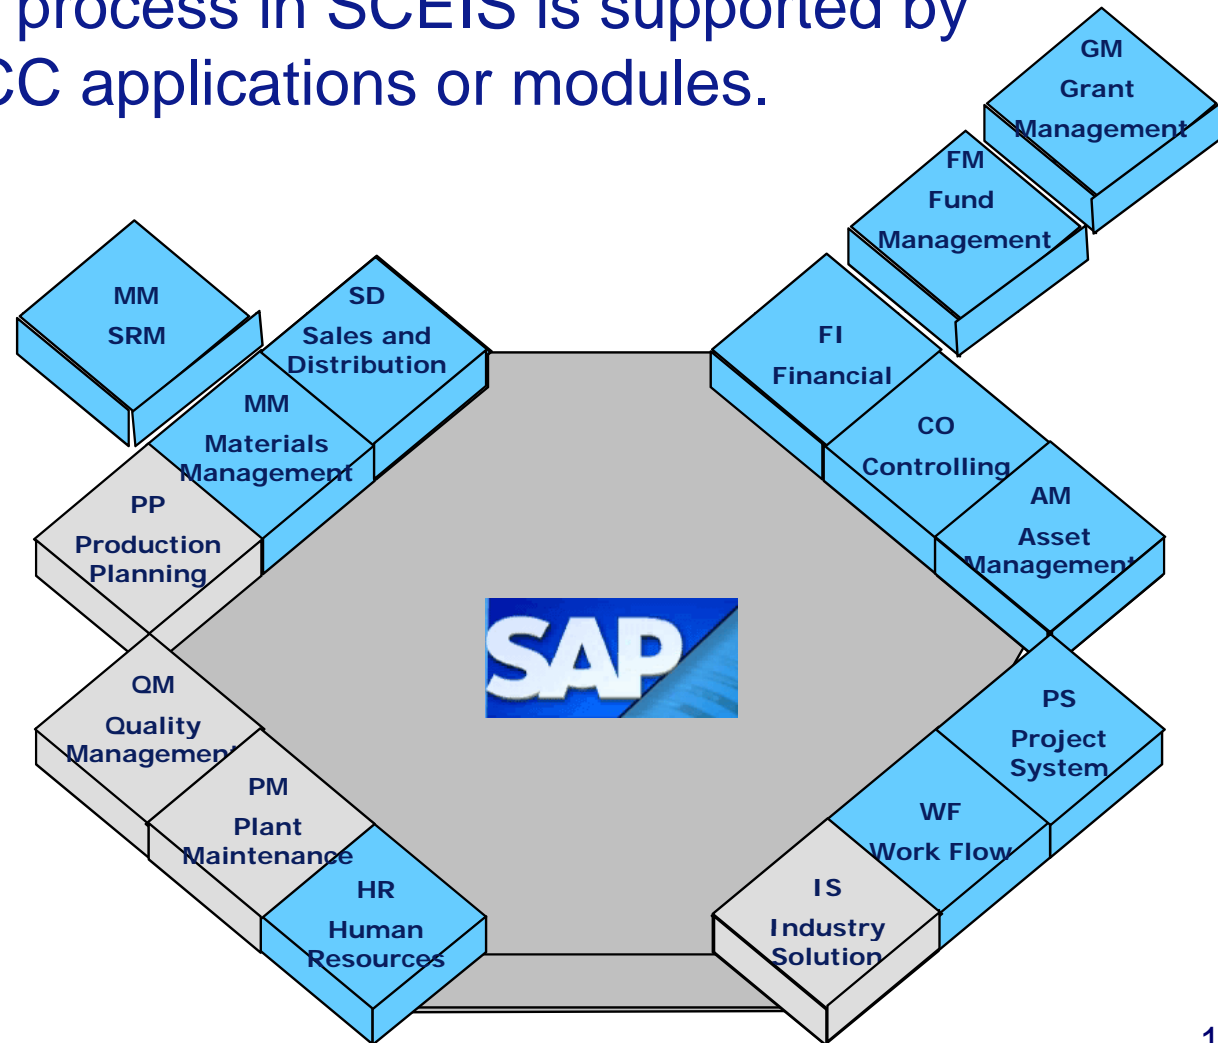 process in SCEIS is supported by
CC applications or modules.
GM
Grant
Management
FM
Fund
Management
MM
SRM
SD
Sales and
Distribution
FI
Financial
MM
Materials
Management
CO
Controlling
PP
Production
Planning
AM
Asset
Management
SAP
QM
Quality
Management
PS
Project
System
PM
Plant
Maintenance
WF
Work Flow
HR
Human
Resources
IS
Industry
Solution
1